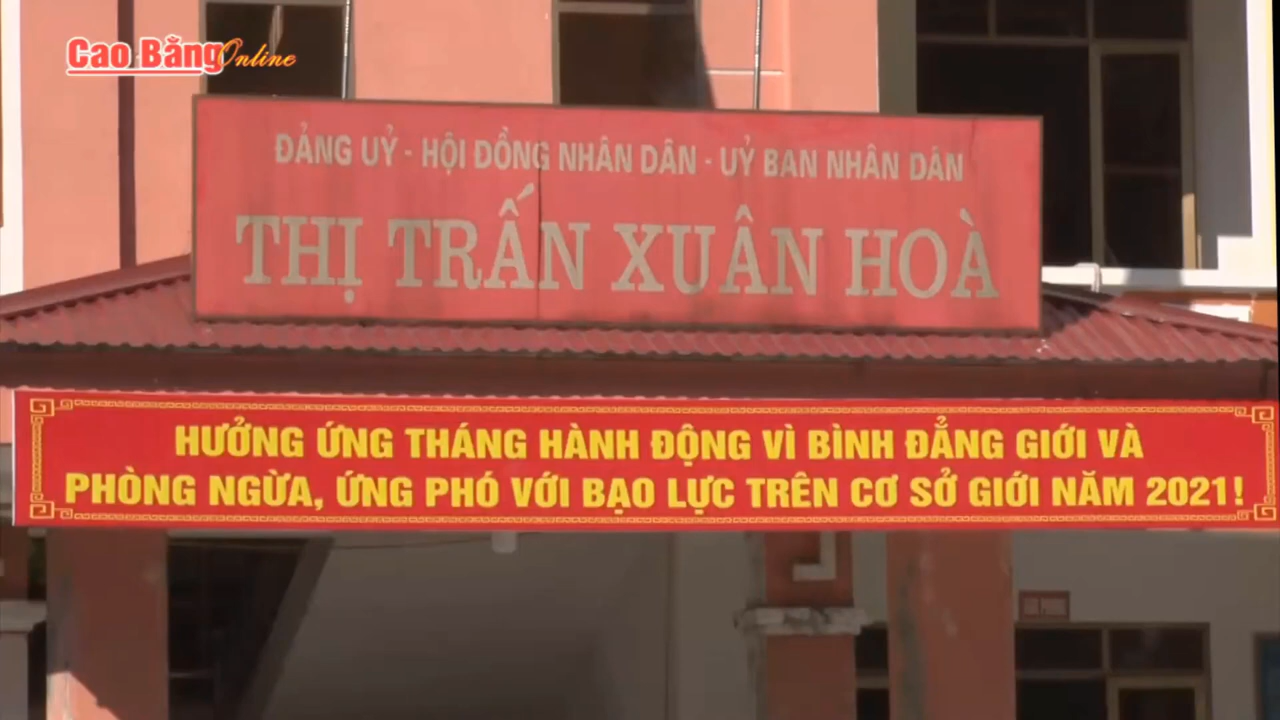 Cao Bằng Online
ĐẢNG UỶ - HỘI ĐỒNG NHÂN DÂN - UỶ BAN NHÂN DÂN
THỊ TRẤN XUÂN HOÀ
HƯỞNG ỨNG THÁNG HÀNH ĐỘNG VÌ BÌNH ĐẲNG GIỚI VÀ
PHÒNG NGỪA, ỨNG PHÓ VỚI BẠO LỰC TRÊN CƠ SỞ GIỚI NĂM 2021!